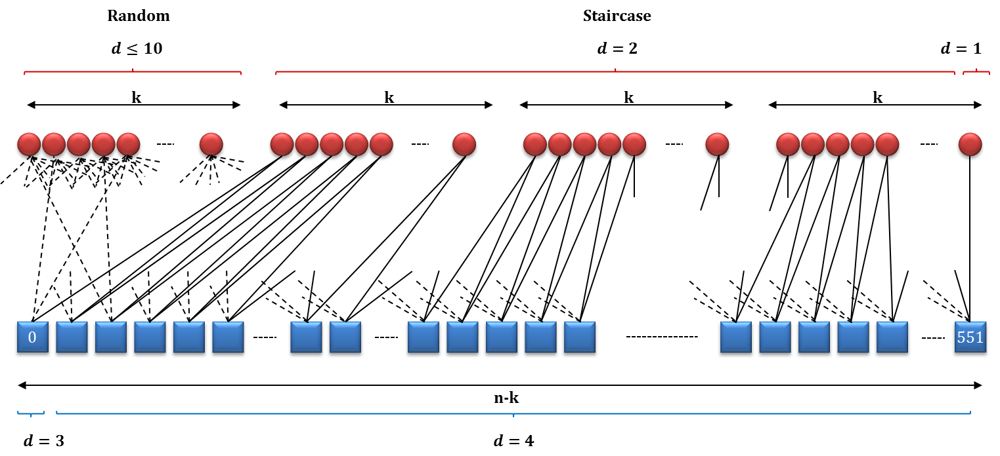 Random Staircase
d ≤ 10 d = 2 d = 1
k k k k
0 551
n-k
d = 3 d = 4